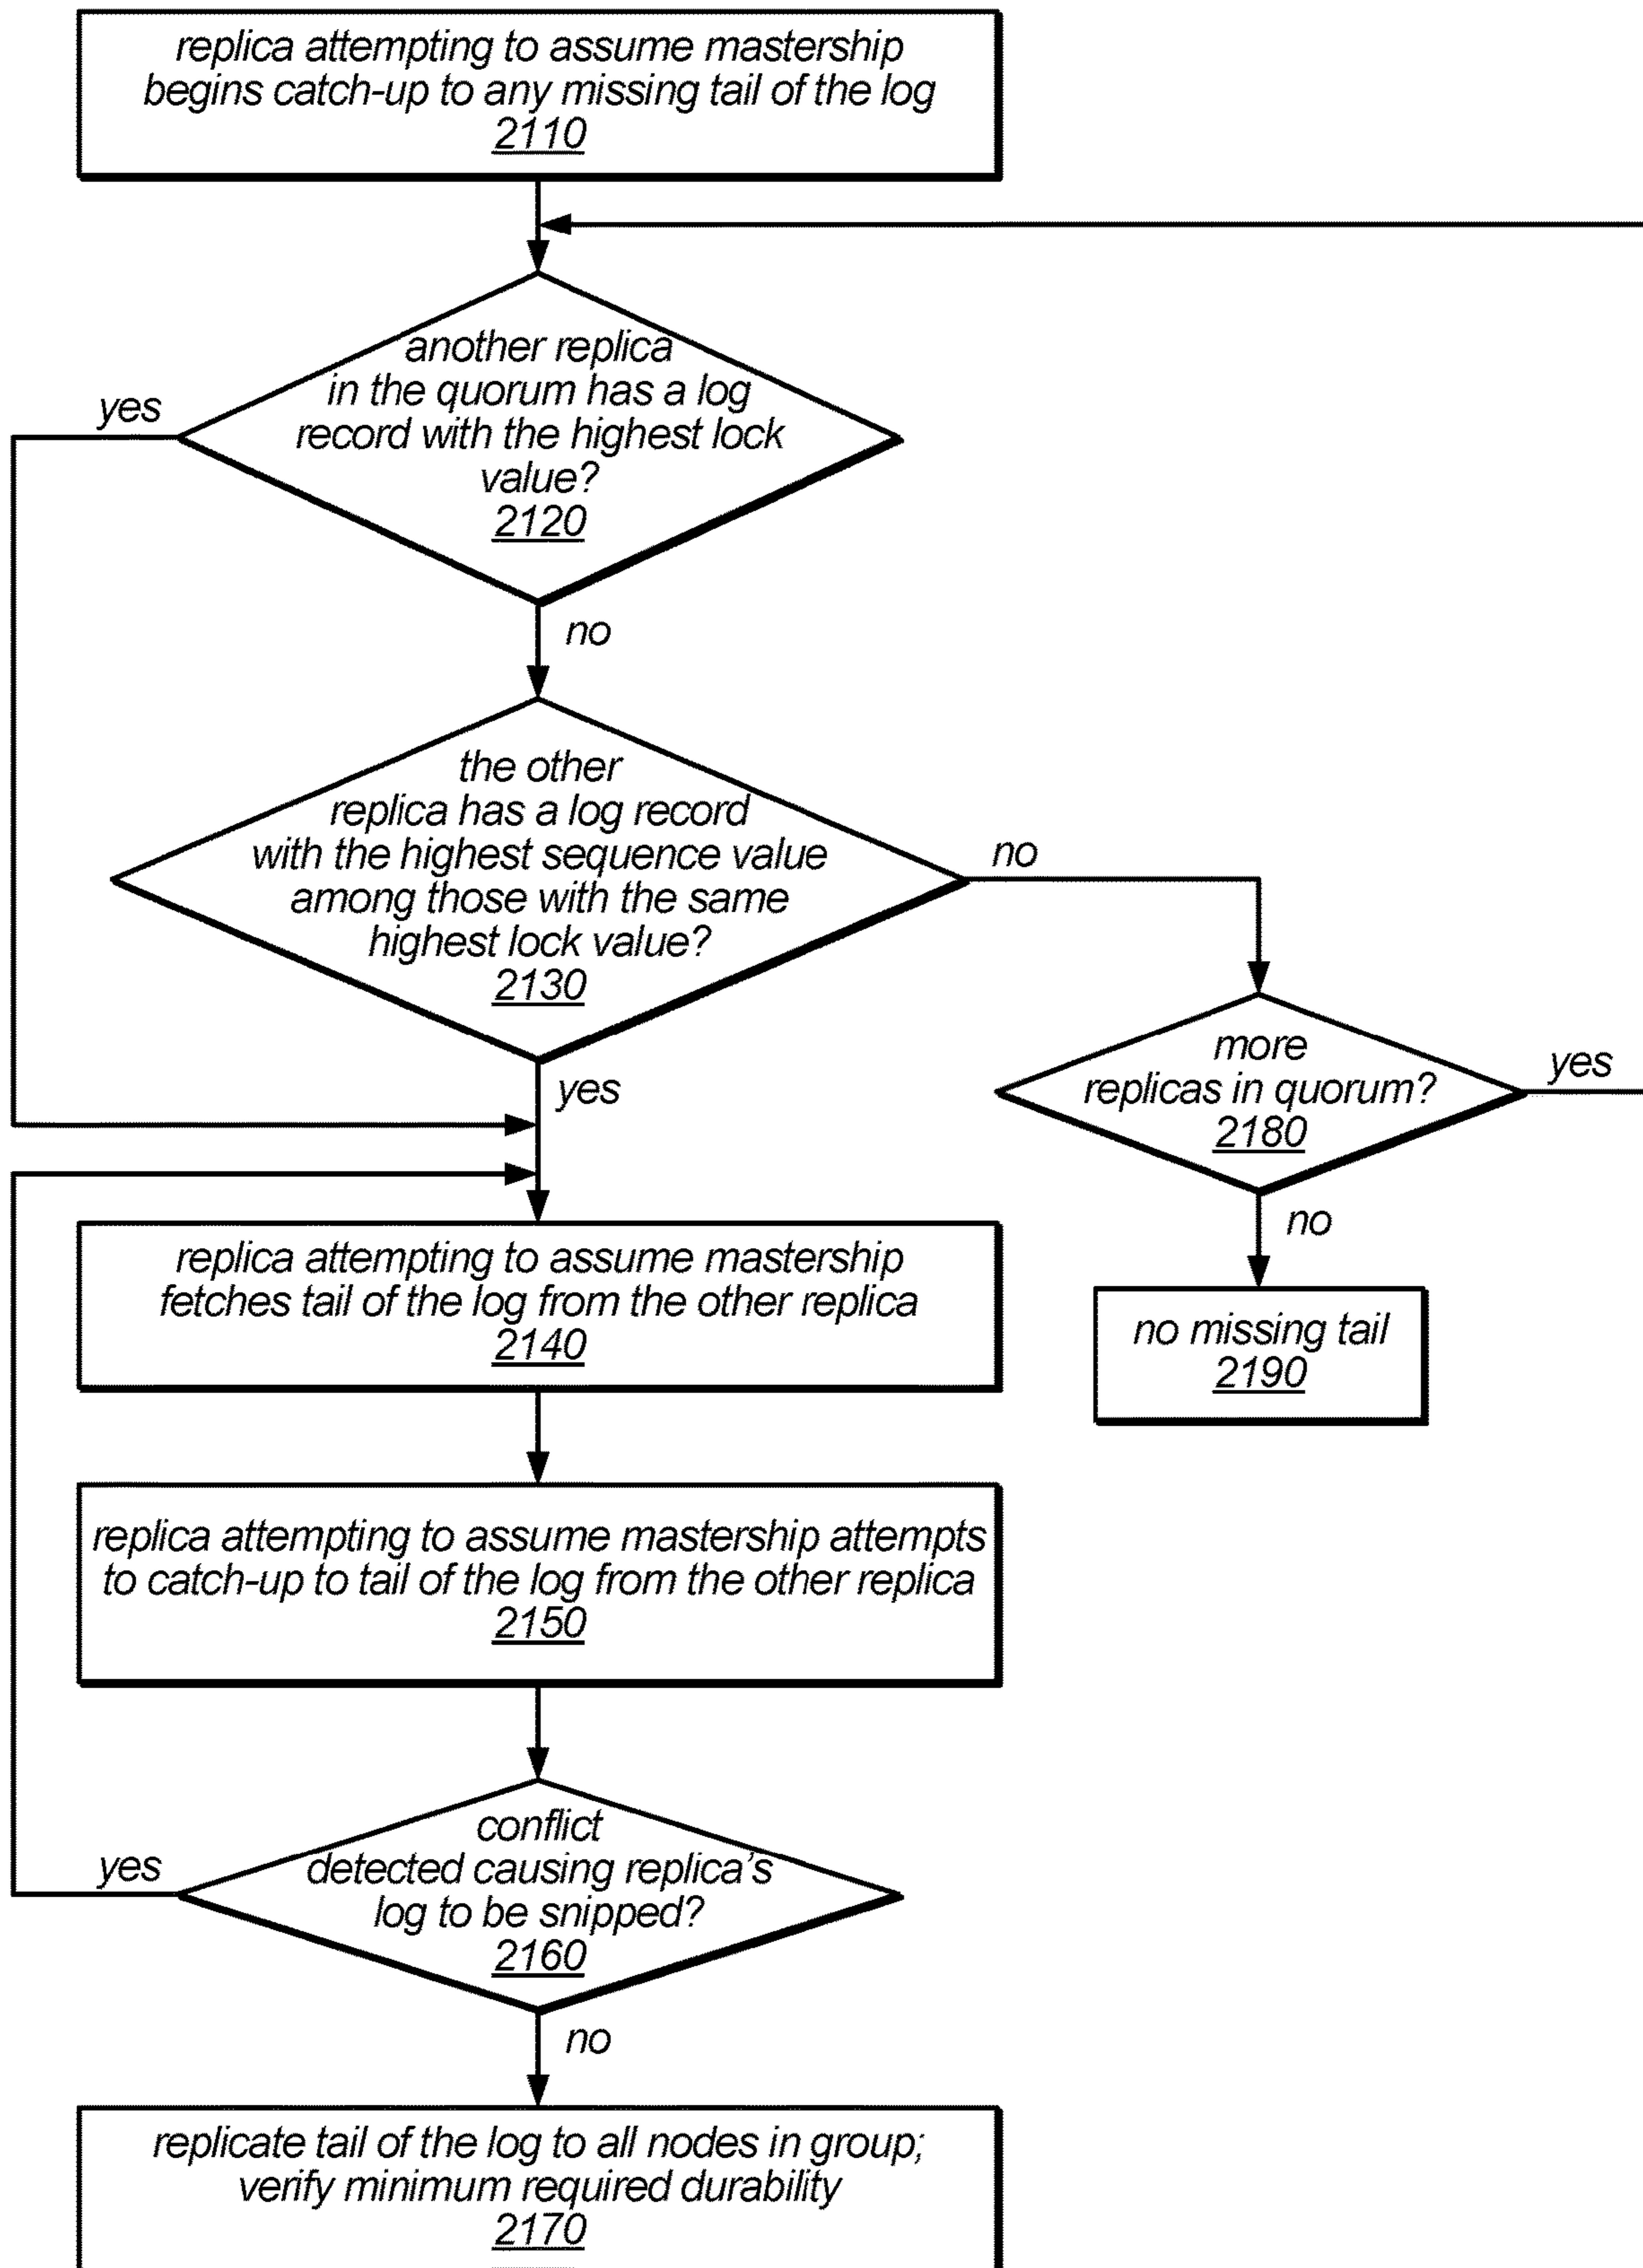 replica attempting to assume mastership
begins catch-up to any missing tail of the log
2110
another replica
in the quorum has a log
record with the highest lock
value?
2120
yes
no
the other
replica has a log record
with the highest sequence value
among those with the same
highest lock value?
2130
no
yes
more
replicas in quorum?
2180
yes
no
no missing tail
2190
replica attempting to assume mastership
fetches tail of the log from the other replica
2140
replica attempting to assume mastership attempts
to catch-up to tail of the log from the other replica
2150
conflict
detected causing replica's
log to be snipped?
2160
yes
no
replicate tail of the log to all nodes in group;
verify minimum required durability
2170